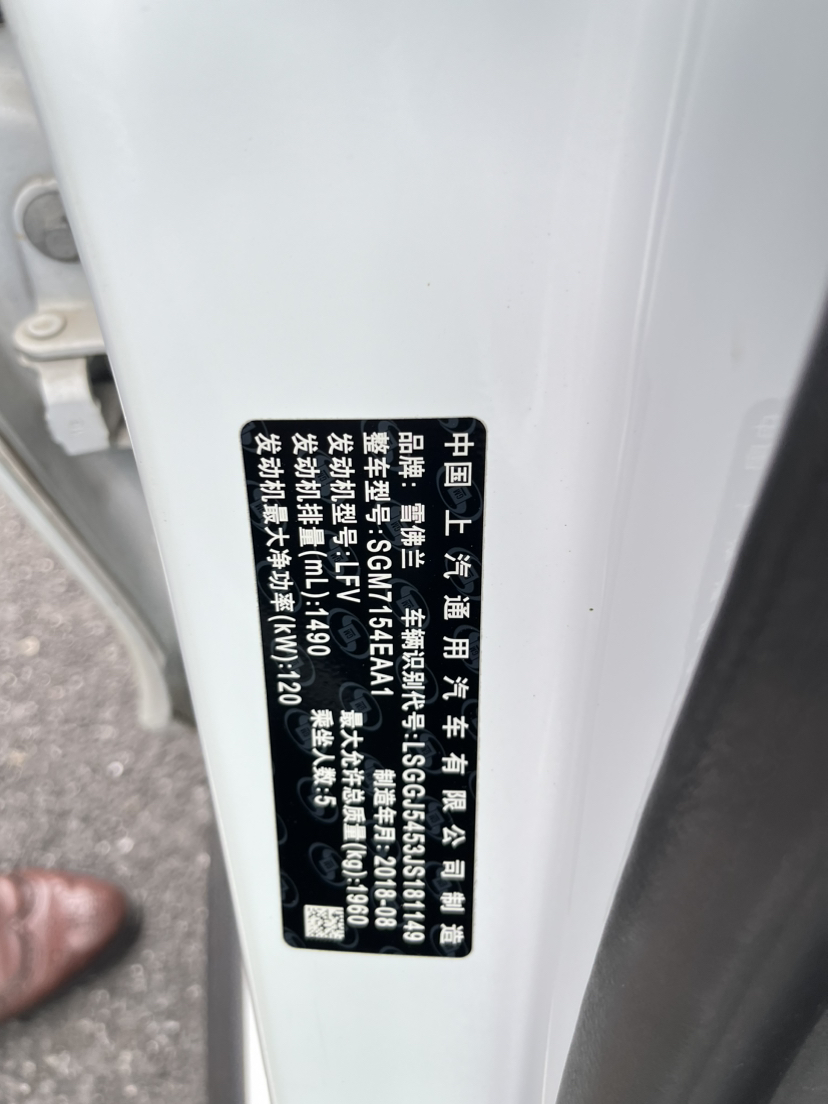 中国上汽通用汽车有限公司制造
品牌: 雪佛兰 车辆识别代号:LSGGJ5453JS181149
整车型号:SGM7154EAA1 制造年月: 2018-08
发动机型号:LFV 最大允许总质量(kg):1960
发动机排量(mL):1490 乘坐人数:5
发动机最大净功率(kW):120